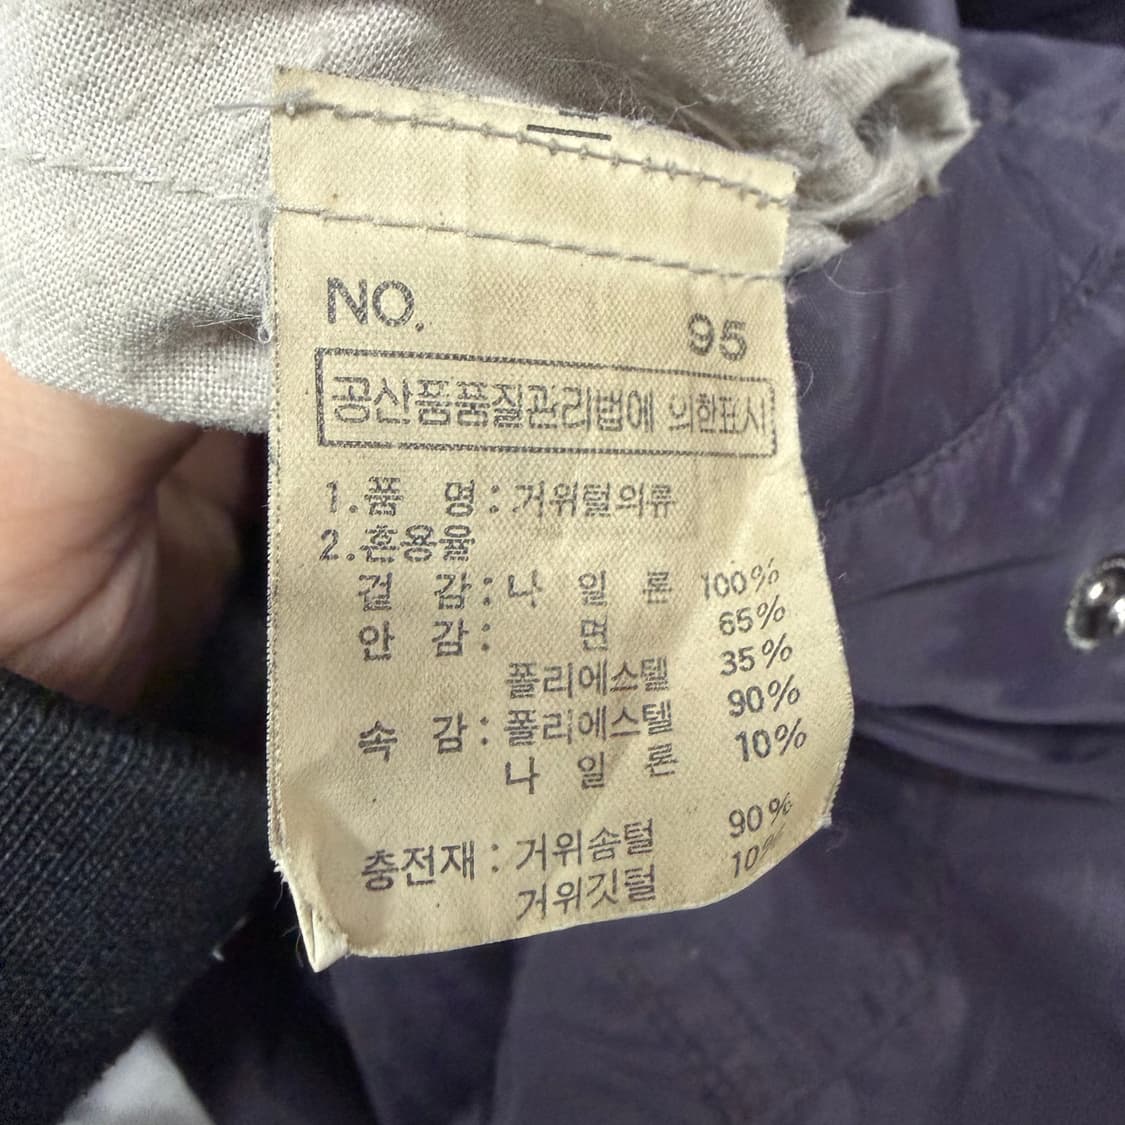 NO. 95
공산품품질관리법에 의한표시
1.품 명:거위털의류
2.혼용율
겉 감:나 일 론 100%
안 감: 면 65%
폴리에스텔 35%
속 감:폴리에스텔 90%
나 일 론 10%
충전재:거위솜털 90%
거위깃털 10%